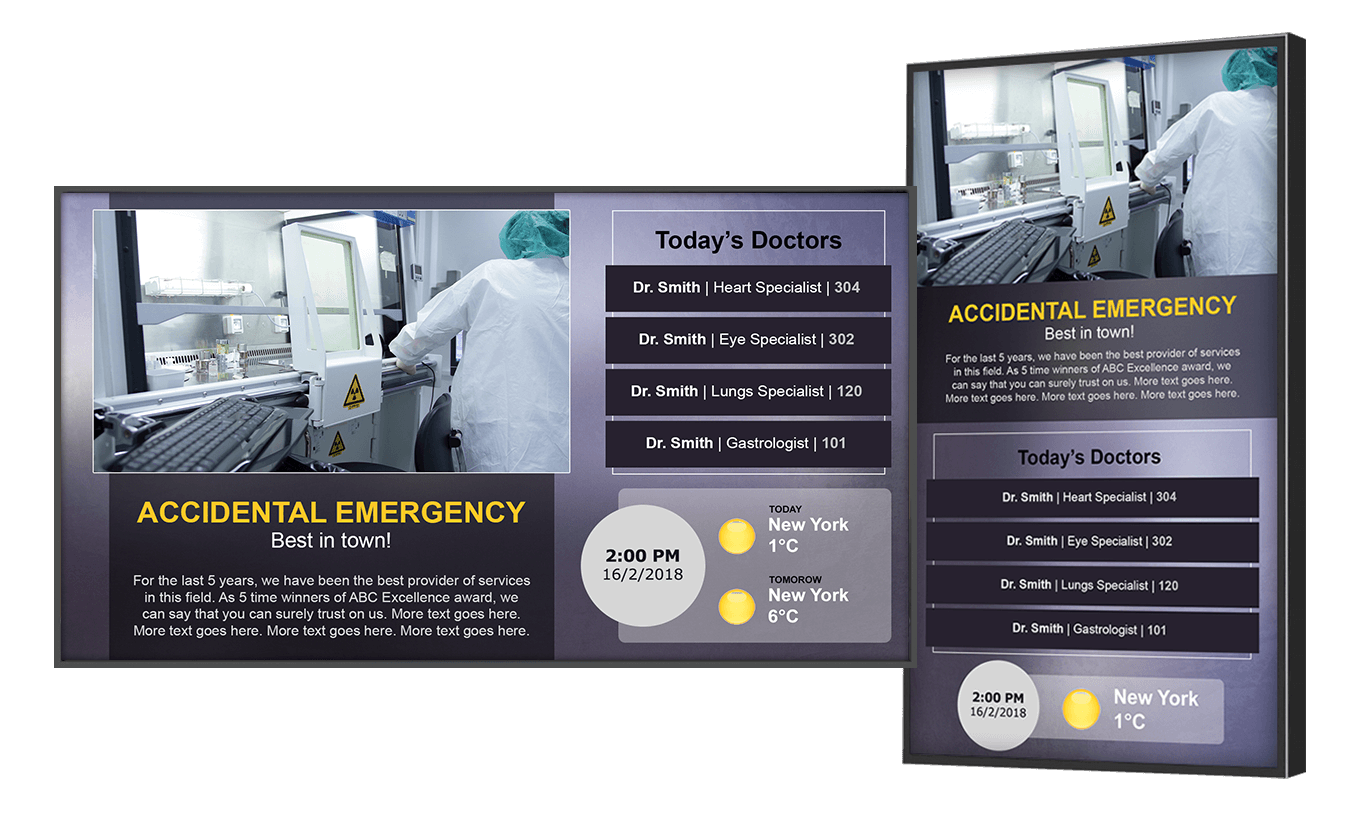 Today's Doctors
Dr. Smith | Heart Specialist | 304
Dr. Smith | Eye Specialist | 302
Dr. Smith | Lungs Specialist | 120
Dr. Smith | Gastrologist | 101
ACCIDENTAL EMERGENCY
Best in town!
For the last 5 years, we have been the best provider of services
in this field. As 5 time winners of ABC Excellence award, we
can say that you can surely trust on us. More text goes here.
More text goes here. More text goes here. More text goes here.
2:00 PM
16/2/2018
TODAY
New York
1°C
TOMOROW
New York
6°C
ACCIDENTAL EMERGENCY
Best in town!
For the last 5 years, we have been the best provider of services
in this field. As 5 time winners of ABC Excellence award, we
can say that you can surely trust on us. More text goes here.
More text goes here. More text goes here. More text goes here.
Today's Doctors
Dr. Smith | Heart Specialist | 304
Dr. Smith | Eye Specialist | 302
Dr. Smith | Lungs Specialist | 120
Dr. Smith | Gastrologist | 101
2:00 PM
16/2/2018
New York
1°C